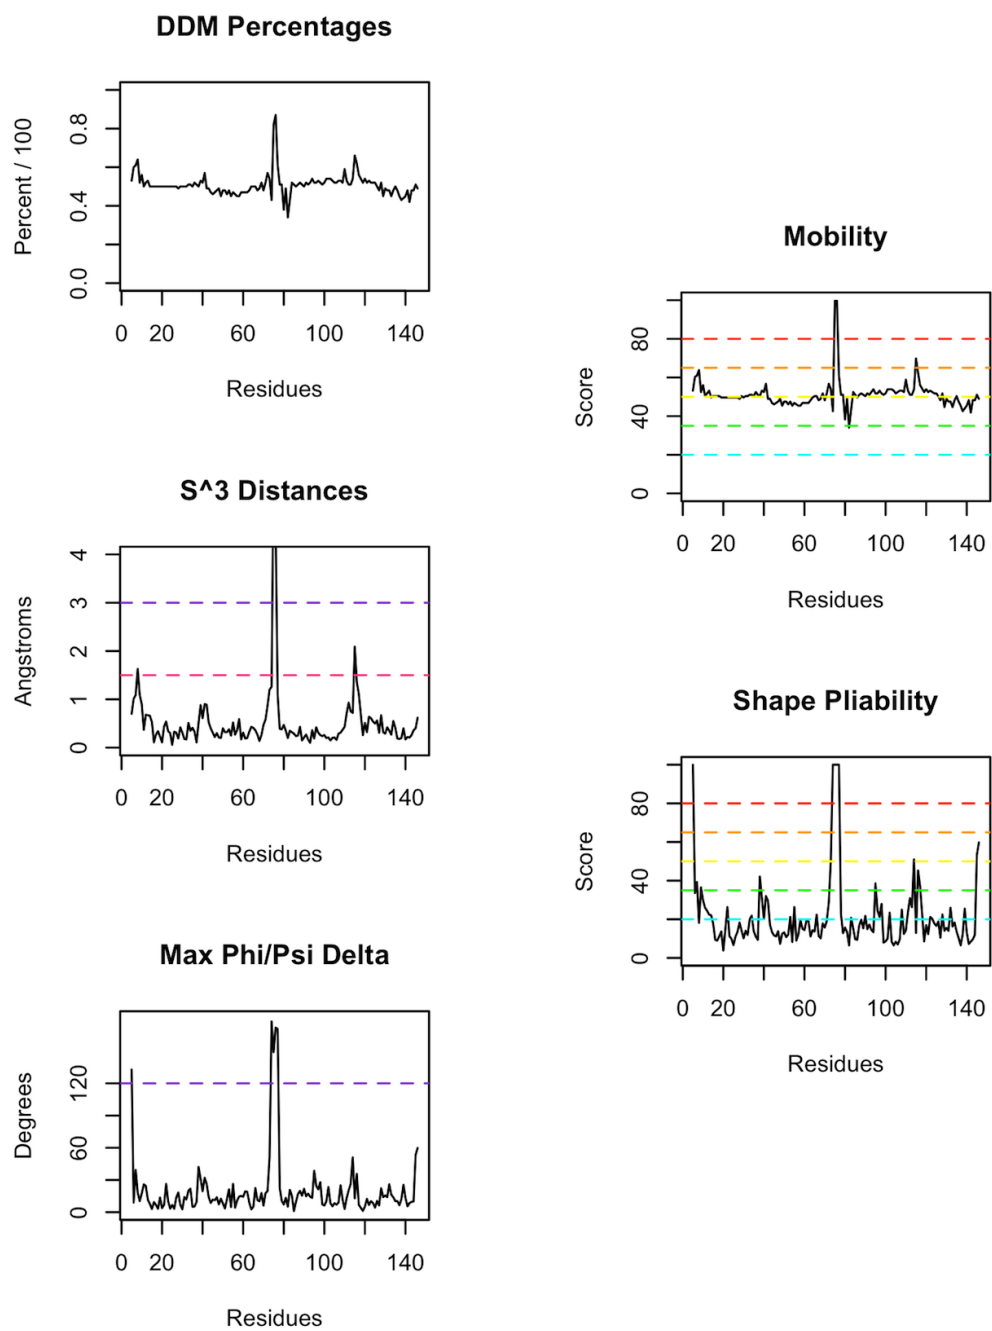 DDM Percentages
Percent / 100
0.0 0.4 0.8
0 20 60 100 140
Residues
Mobility
Score
0 40 80
0 20 60 100 140
Residues
S^3 Distances
Angstroms
0 1 2 3 4
0 20 60 100 140
Residues
Shape Pliability
Score
0 40 80
0 20 60 100 140
Residues
Max Phi/Psi Delta
Degrees
0 60 120
0 20 60 100 140
Residues